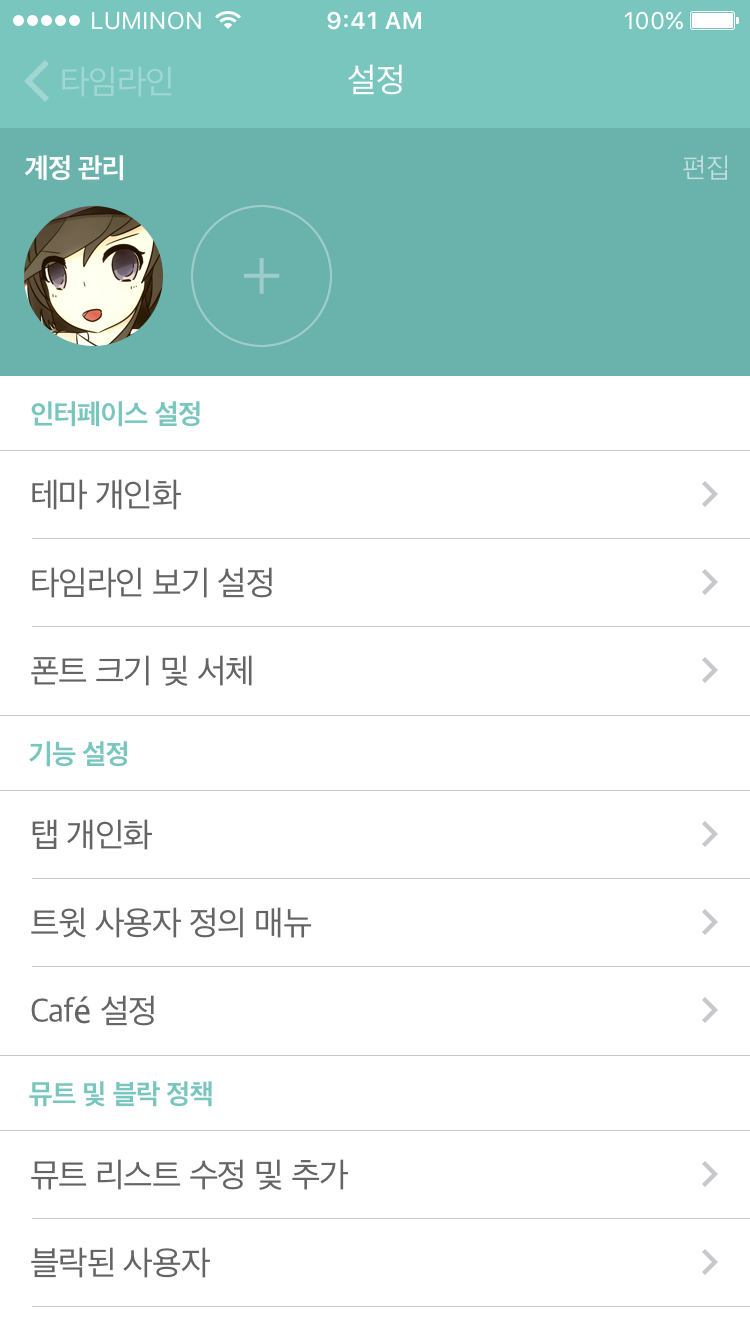 LUMINON 9:41 AM 100%
타임라인 설정
계정 관리 편집
인터페이스 설정
테마 개인화
타임라인 보기 설정
폰트 크기 및 서체
기능 설정
탭 개인화
트윗 사용자 정의 매뉴
Café 설정
뮤트 및 블락 정책
뮤트 리스트 수정 및 추가
블락된 사용자